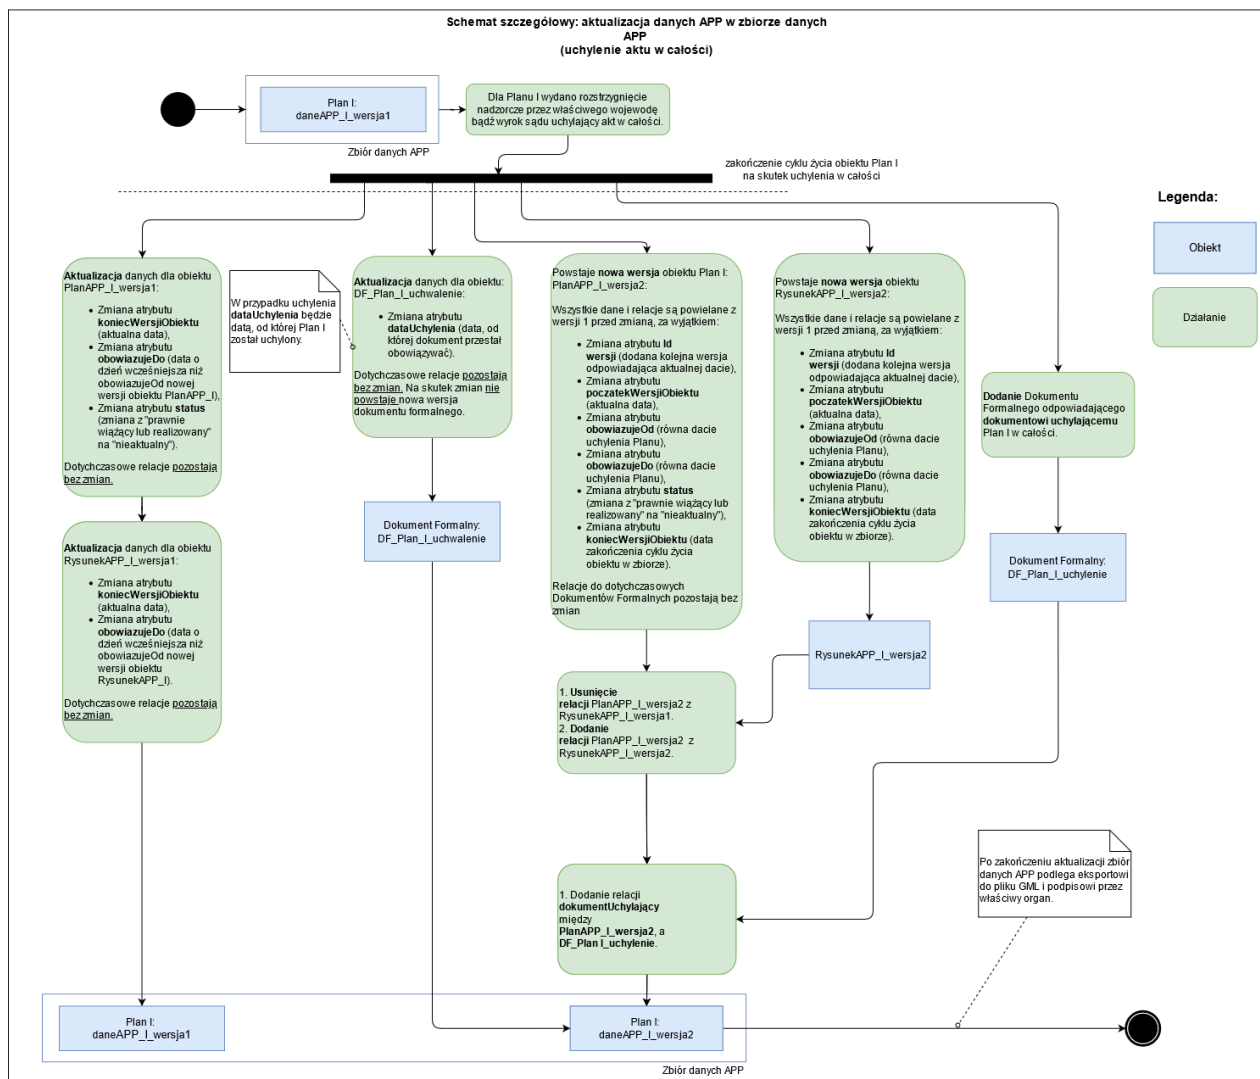 Schemat szczegółowy: aktualizacja danych APP w zbiorze danych
APP
(uchylenie aktu w całości)
Plan I:
daneAPP_I_wersja1
Zbiór danych APP
Dla Planu I wydano rozstrzygnięcie
nadzorcze przez właściwego wojewodę
bądź wyrok sądu uchylający akt w całości.
zakończenie cyklu życia obiektu Plan I
na skutek uchylenia w całości
Legenda:
Obiekt
Działanie
Aktualizacja danych dla obiektu
PlanAPP_I_wersja1:
• Zmiana atrybutu
koniecWersjiObiektu
(aktualna data),
• Zmiana atrybutu
obowiazujeDo (data o
dzień wcześniejsza niż
obowiazujeOd nowej
wersji obiektu PlanAPP_I),
• Zmiana atrybutu status
(zmiana z "prawnie
wiążący lub realizowany"
na "nieaktualny").
Dotychczasowe relacje pozostają
bez zmian.
W przypadku uchylenia
dataUchylenia będzie
datą, od której Plan I
został uchylony.
Aktualizacja danych dla obiektu:
DF_Plan_I_uchwalenie:
• Zmiana atrybutu
dataUchylenia (data, od
której dokument przestał
obowiązywać).
Dotychczasowe relacje pozostają
bez zmian. Na skutek zmian nie
powstaje nowa wersja
dokumentu formalnego.
Powstaje nowa wersja obiektu Plan I:
PlanAPP_I_wersja2:
Wszystkie dane i relacje są powielane z
wersji 1 przed zmianą, za wyjątkiem:
• Zmiana atrybutu Id
wersji (dodana kolejna wersja
odpowiadająca aktualnej dacie),
• Zmiana atrybutu
poczatekWersjiObiektu
(aktualna data),
• Zmiana atrybutu
obowiazujeOd (równa dacie
uchylenia Planu),
• Zmiana atrybutu
obowiazujeDo (równa dacie
uchylenia Planu),
• Zmiana atrybutu status
(zmiana z "prawnie wiążący lub
realizowany" na "nieaktualny"),
• Zmiana atrybutu
koniecWersjiObiektu (data
zakończenia cyklu życia
obiektu w zbiorze).
Relacje do dotychczasowych
Dokumentów Formalnych pozostają bez
zmian
Powstaje nowa wersja obiektu
RysunekAPP_I_wersja2:
Wszystkie dane i relacje są powielane z
wersji 1 przed zmianą, za wyjątkiem:
• Zmiana atrybutu Id
wersji (dodana kolejna wersja
odpowiadająca aktualnej dacie),
• Zmiana atrybutu
poczatekWersjiObiektu
(aktualna data),
• Zmiana atrybutu
obowiazujeOd (równa dacie
uchylenia Planu),
• Zmiana atrybutu
obowiazujeDo (równa dacie
uchylenia Planu),
• Zmiana atrybutu
koniecWersjiObiektu (data
zakończenia cyklu życia
obiektu w zbiorze).
Dodanie Dokumentu
Formalnego odpowiadającego
dokumentowi uchylającemu
Plan I w całości.
Aktualizacja danych dla obiektu
RysunekAPP_I_wersja1:
• Zmiana atrybutu
koniecWersjiObiektu
(aktualna data),
• Zmiana atrybutu
obowiazujeDo (data o
dzień wcześniejsza niż
obowiazujeOd nowej
wersji obiektu
RysunekAPP_I).
Dotychczasowe relacje pozostają
bez zmian.
Dokument Formalny:
DF_Plan_I_uchwalenie
Dokument Formalny:
DF_Plan_I_uchylenie
RysunekAPP_I_wersja2
1. Usunięcie
relacji PlanAPP_I_wersja2 z
RysunekAPP_I_wersja1.
2. Dodanie
relacji PlanAPP_I_wersja2 z
RysunekAPP_I_wersja2.
1. Dodanie relacji
dokumentUchylający
między
PlanAPP_I_wersja2, a
DF_Plan I_uchylenie.
Po zakończeniu aktualizacji zbiór
danych APP podlega eksportowi
do pliku GML i podpisowi przez
właściwy organ.
Plan I:
daneAPP_I_wersja1
Plan I:
daneAPP_I_wersja2
Zbiór danych APP